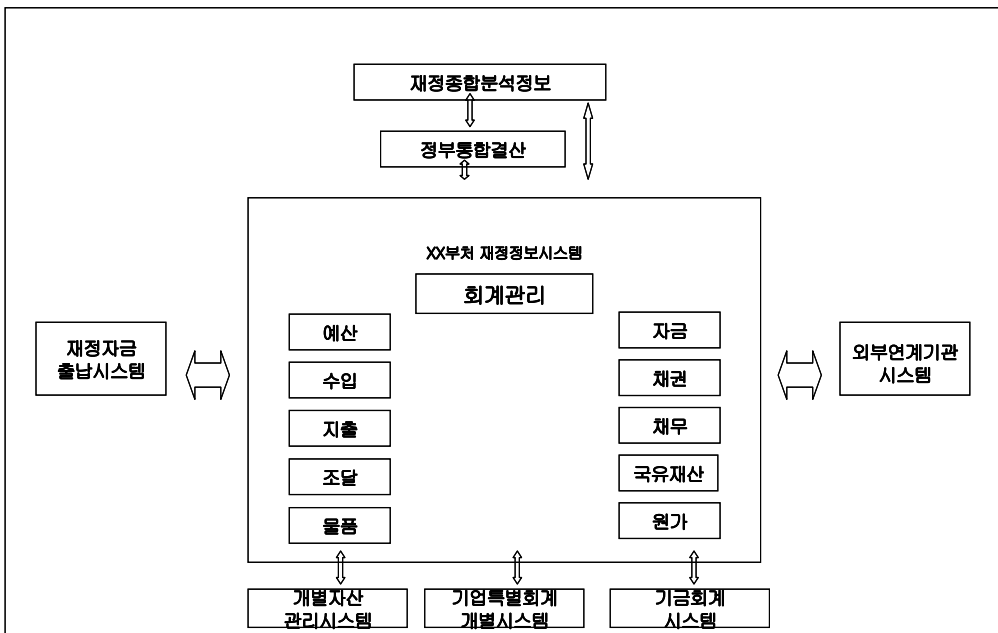 재정종합분석정보
정부통합결산
XX부처 재정정보시스템
회계관리
예산
수입
지출
조달
물품
자금
채권
채무
국유재산
원가
재정자금
출납시스템
외부연계기관
시스템
개별자산
관리시스템
기업특별회계
개별시스템
기금회계
시스템